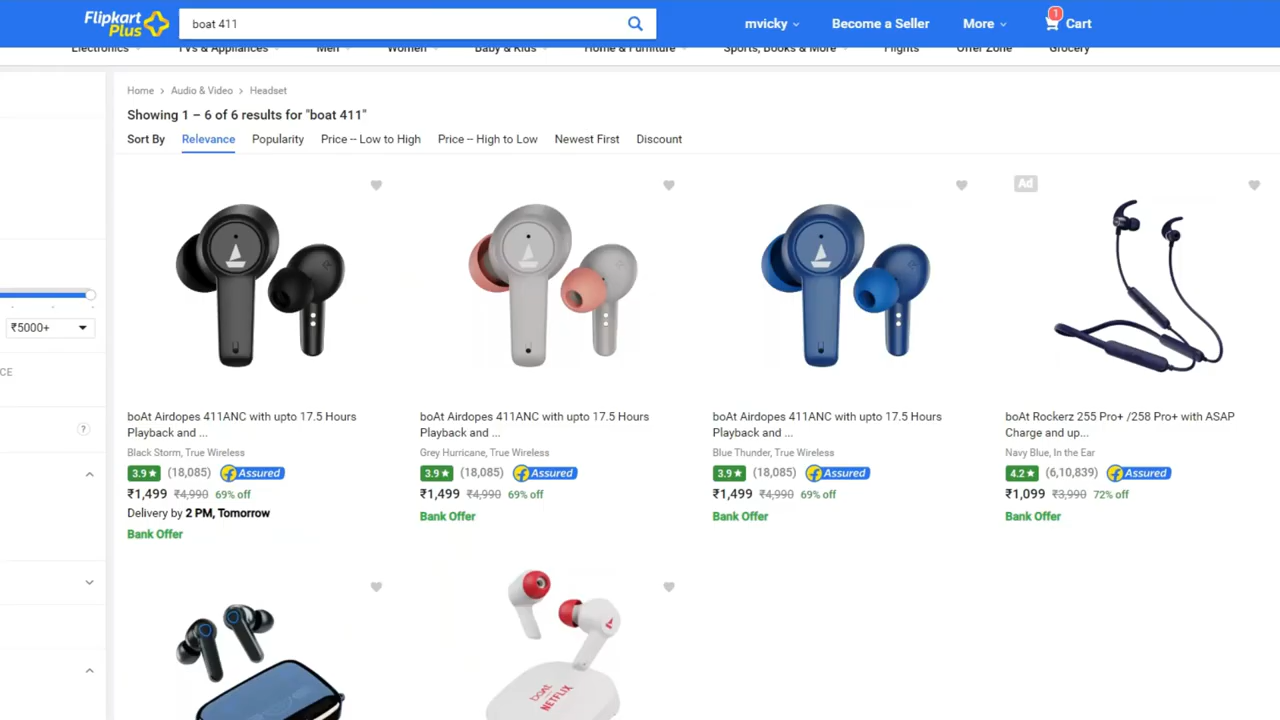 Flipkart
Plus
boat 411
mvicky
Become a Seller
More
1
Cart
Electronics
TVs & Appliances
Men
Women
Baby & Kids
Home & Furniture
Sports, Books & More
Flights
Offer Zone
Grocery
Home > Audio & Video > Headset
Showing 1 – 6 of 6 results for "boat 411"
Sort By Relevance Popularity Price -- Low to High Price -- High to Low Newest First Discount
₹5000+
CE
?
boAt Airdopes 411ANC with upto 17.5 Hours
Playback and ...
Black Storm, True Wireless
3.9 ★ (18,085) Assured
₹1,499 ₹4,990 69% off
Delivery by 2 PM, Tomorrow
Bank Offer
boAt Airdopes 411ANC with upto 17.5 Hours
Playback and ...
Grey Hurricane, True Wireless
3.9 ★ (18,085) Assured
₹1,499 ₹4,990 69% off
Bank Offer
boAt Airdopes 411ANC with upto 17.5 Hours
Playback and ...
Blue Thunder, True Wireless
3.9 ★ (18,085) Assured
₹1,499 ₹4,990 69% off
Bank Offer
Ad
boAt Rockerz 255 Pro+ /258 Pro+ with ASAP
Charge and up...
Navy Blue, In the Ear
4.2 ★ (6,10,839) Assured
₹1,099 ₹3,990 72% off
Bank Offer
boAt
NETFLIX